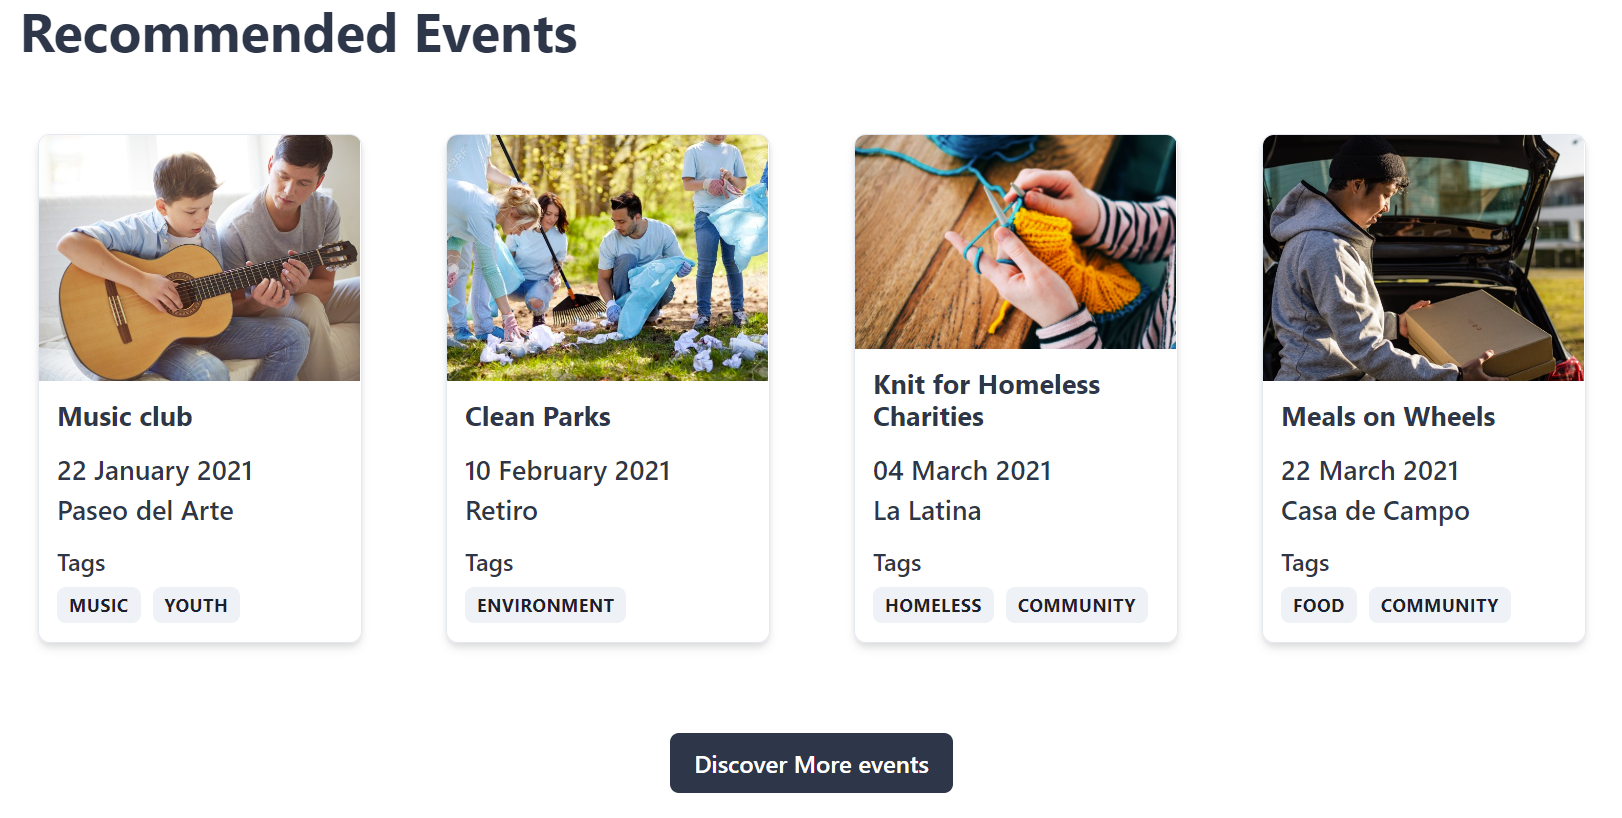 Recommended Events
Music club
22 January 2021
Paseo del Arte
Tags
MUSIC YOUTH
Clean Parks
10 February 2021
Retiro
Tags
ENVIRONMENT
Knit for Homeless
Charities
04 March 2021
La Latina
Tags
HOMELESS COMMUNITY
Meals on Wheels
22 March 2021
Casa de Campo
Tags
FOOD COMMUNITY
Discover More events